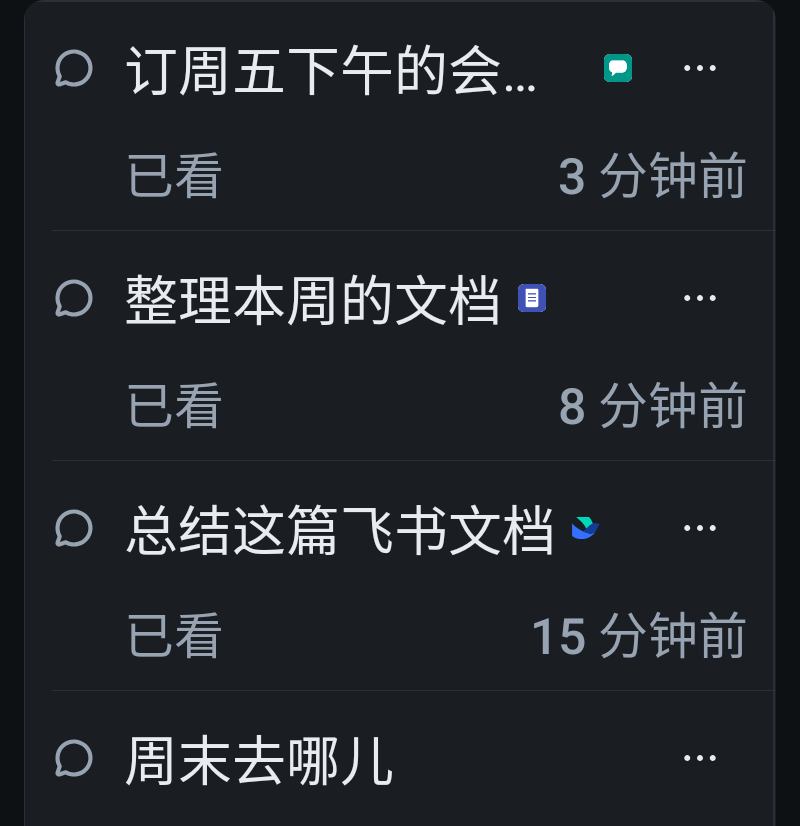 订周五下午的会...
已看 3 分钟前
整理本周的文档
已看 8 分钟前
总结这篇飞书文档
已看 15 分钟前
周末去哪儿